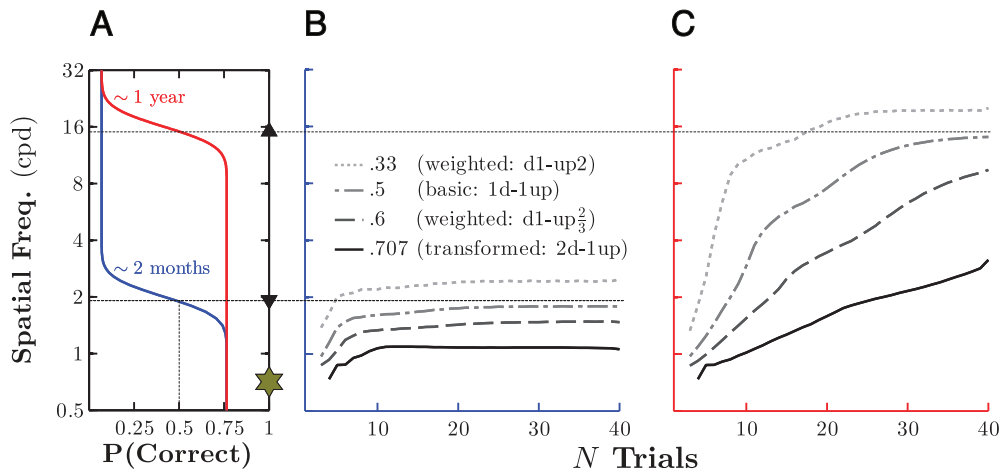 A
B
C
Spatial Freq. (cpd)
32
16
8
4
2
1
0.5
~ 1 year
~ 2 months
0.25
0.5
0.75
1
P(Correct)
.33 (weighted: d1-up2)
.5 (basic: 1d-1up)
.6 (weighted: d1-up2/3)
.707 (transformed: 2d-1up)
10
20
30
40
10
20
30
40
N Trials